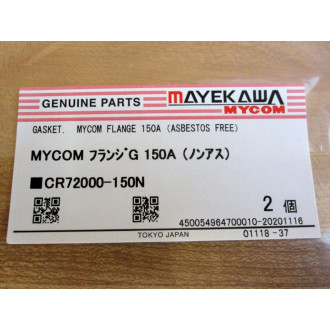 GENUINE PARTS
MAYEKAWA
MYCOM
GASKET. MYCOM FLANGE 150A (ASBESTOS FREE)
MYCOM フランジG 150A (ノンアス)
■CR72000-150N
2 個
450054964700010-20201116
TOKYO JAPAN
01118 -37